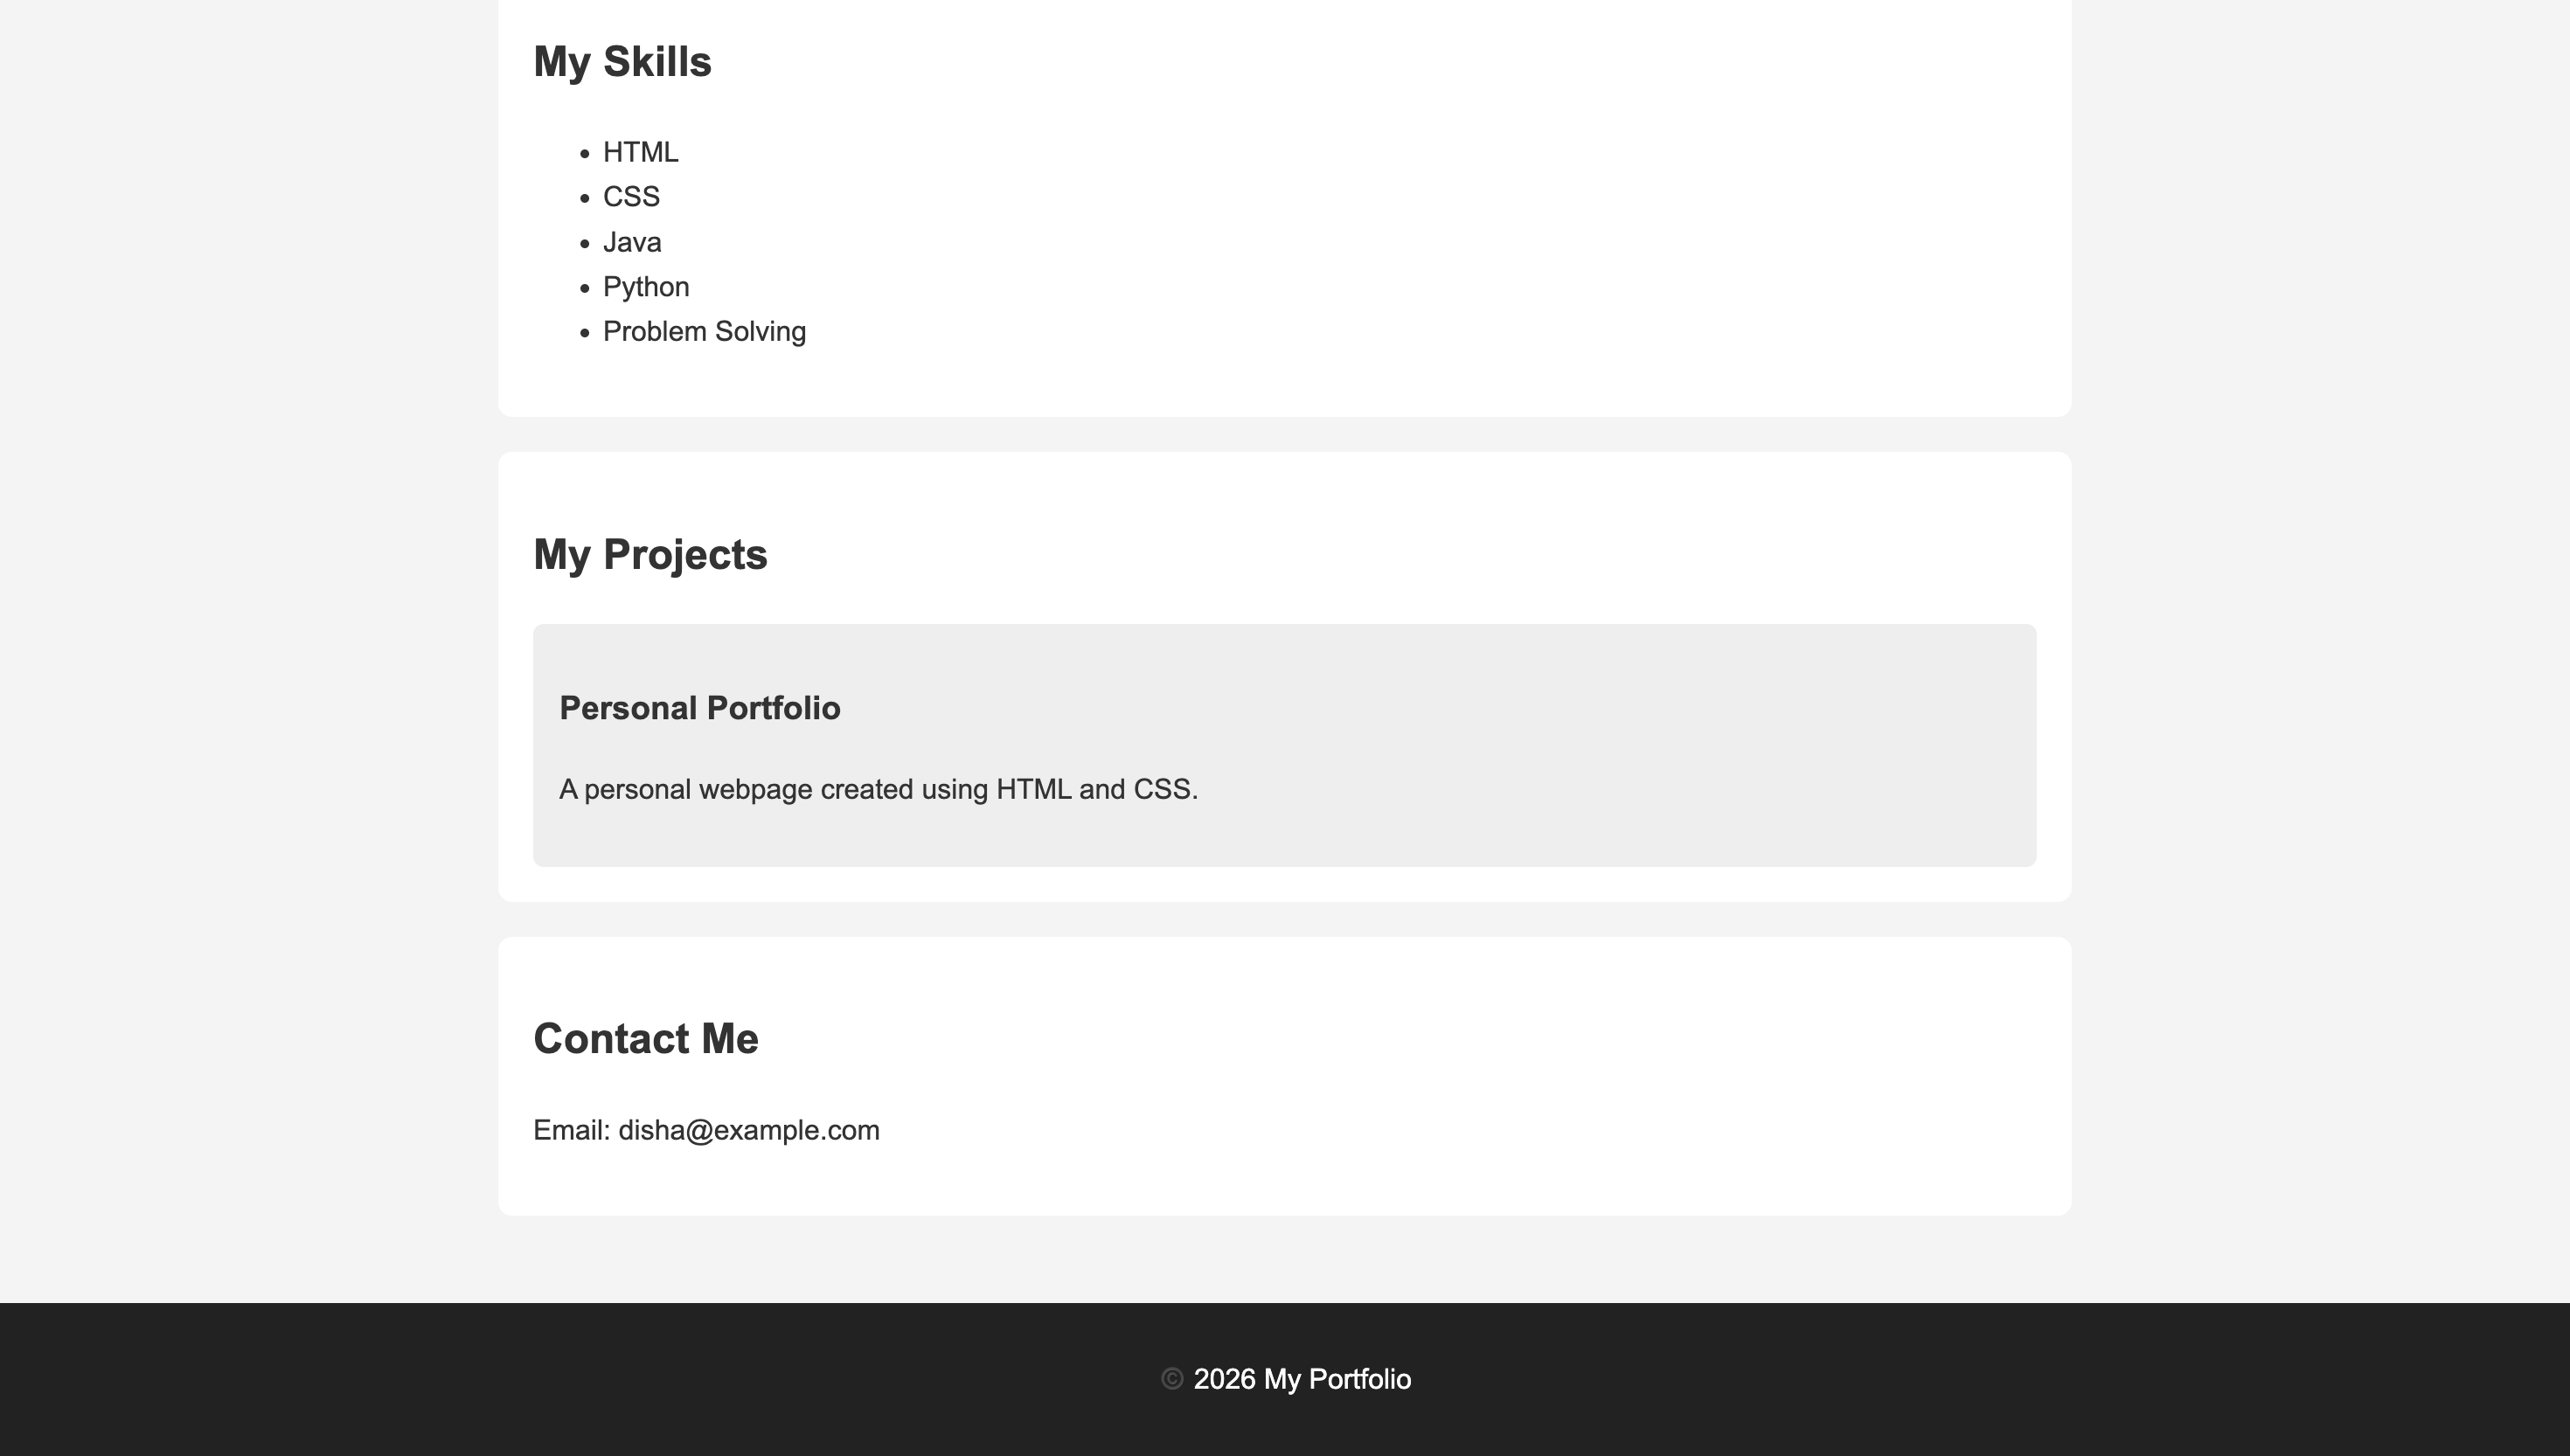 My Skills
HTML
CSS
Java
Python
Problem Solving
My Projects
Personal Portfolio
A personal webpage created using HTML and CSS.
Contact Me
Email: disha@example.com
© 2026 My Portfolio